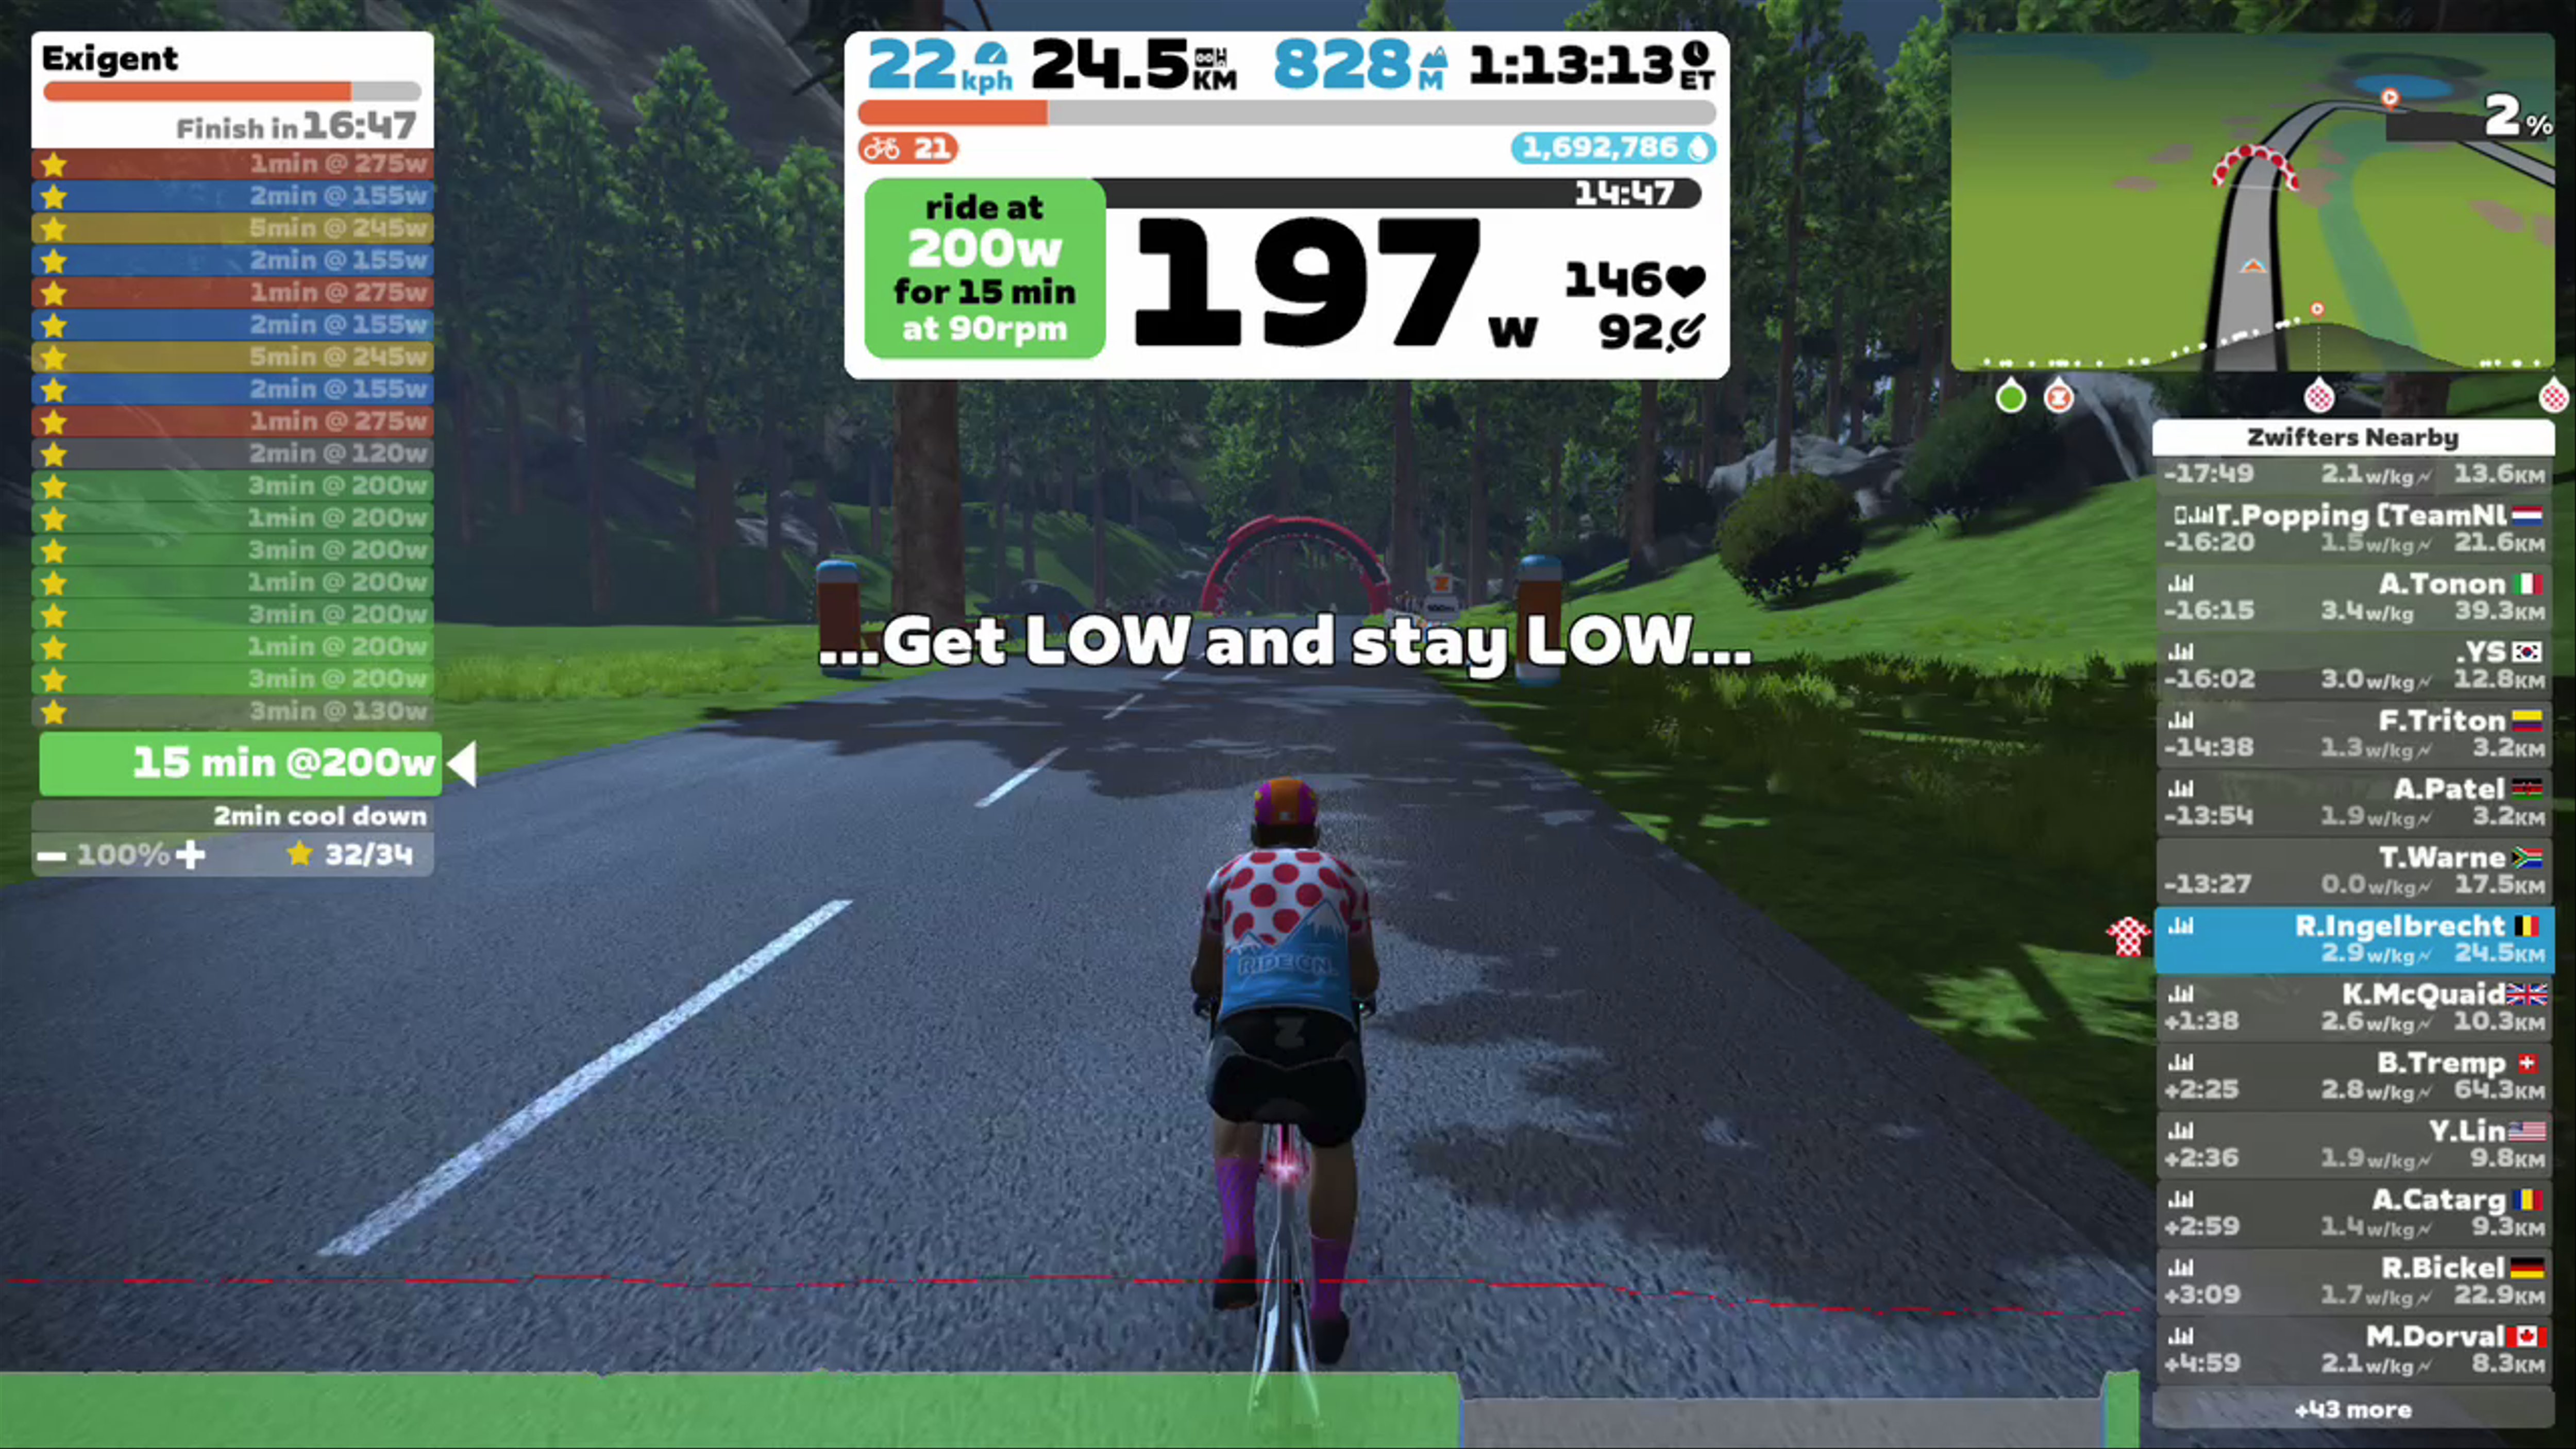 Exigent
Finish in 16:47
1min @ 275w
2min @ 155w
5min @ 245w
2min @ 155w
1min @ 275w
2min @ 155w
5min @ 245w
2min @ 155w
1min @ 275w
2min @ 120w
3min @ 200w
1min @ 200w
3min @ 200w
1min @ 200w
3min @ 200w
1min @ 200w
3min @ 200w
3min @ 130w
15 min @200w
2min cool down
− 100% + 32/34
22 kph 24.5 KM 828 M 1:13:13 ET
21 1,692,786
ride at
200w
for 15 min
at 90rpm
14:47
197 w
146
92
2 %
...Get LOW and stay LOW...
RIDE ON.
Z
Zwifters Nearby
-17:49 2.1 w/kg 13.6KM
T.Popping [TeamNL
-16:20 1.5 w/kg 21.6KM
A.Tonon
-16:15 3.4 w/kg 39.3KM
.YS
-16:02 3.0 w/kg 12.8KM
F.Triton
-14:38 1.3 w/kg 3.2KM
A.Patel
-13:54 1.9 w/kg 3.2KM
T.Warne
-13:27 0.0 w/kg 17.5KM
R.Ingelbrecht
2.9 w/kg 24.5KM
K.McQuaid
+1:38 2.6 w/kg 10.3KM
B.Tremp
+2:25 2.8 w/kg 64.3KM
Y.Lin
+2:36 1.9 w/kg 9.8KM
A.Catarg
+2:59 1.4 w/kg 9.3KM
R.Bickel
+3:09 1.7 w/kg 22.9KM
M.Dorval
+4:59 2.1 w/kg 8.3KM
+43 more